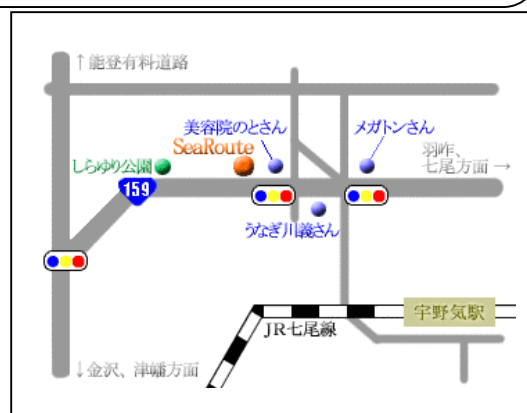 ↑能登有料道路
美容院のとさん
メガトンさん
SeaRoute
しらゆり公園
羽咋、
七尾方面→
159
うなぎ川義さん
宇野気駅
JR七尾線
↓金沢、津幡方面